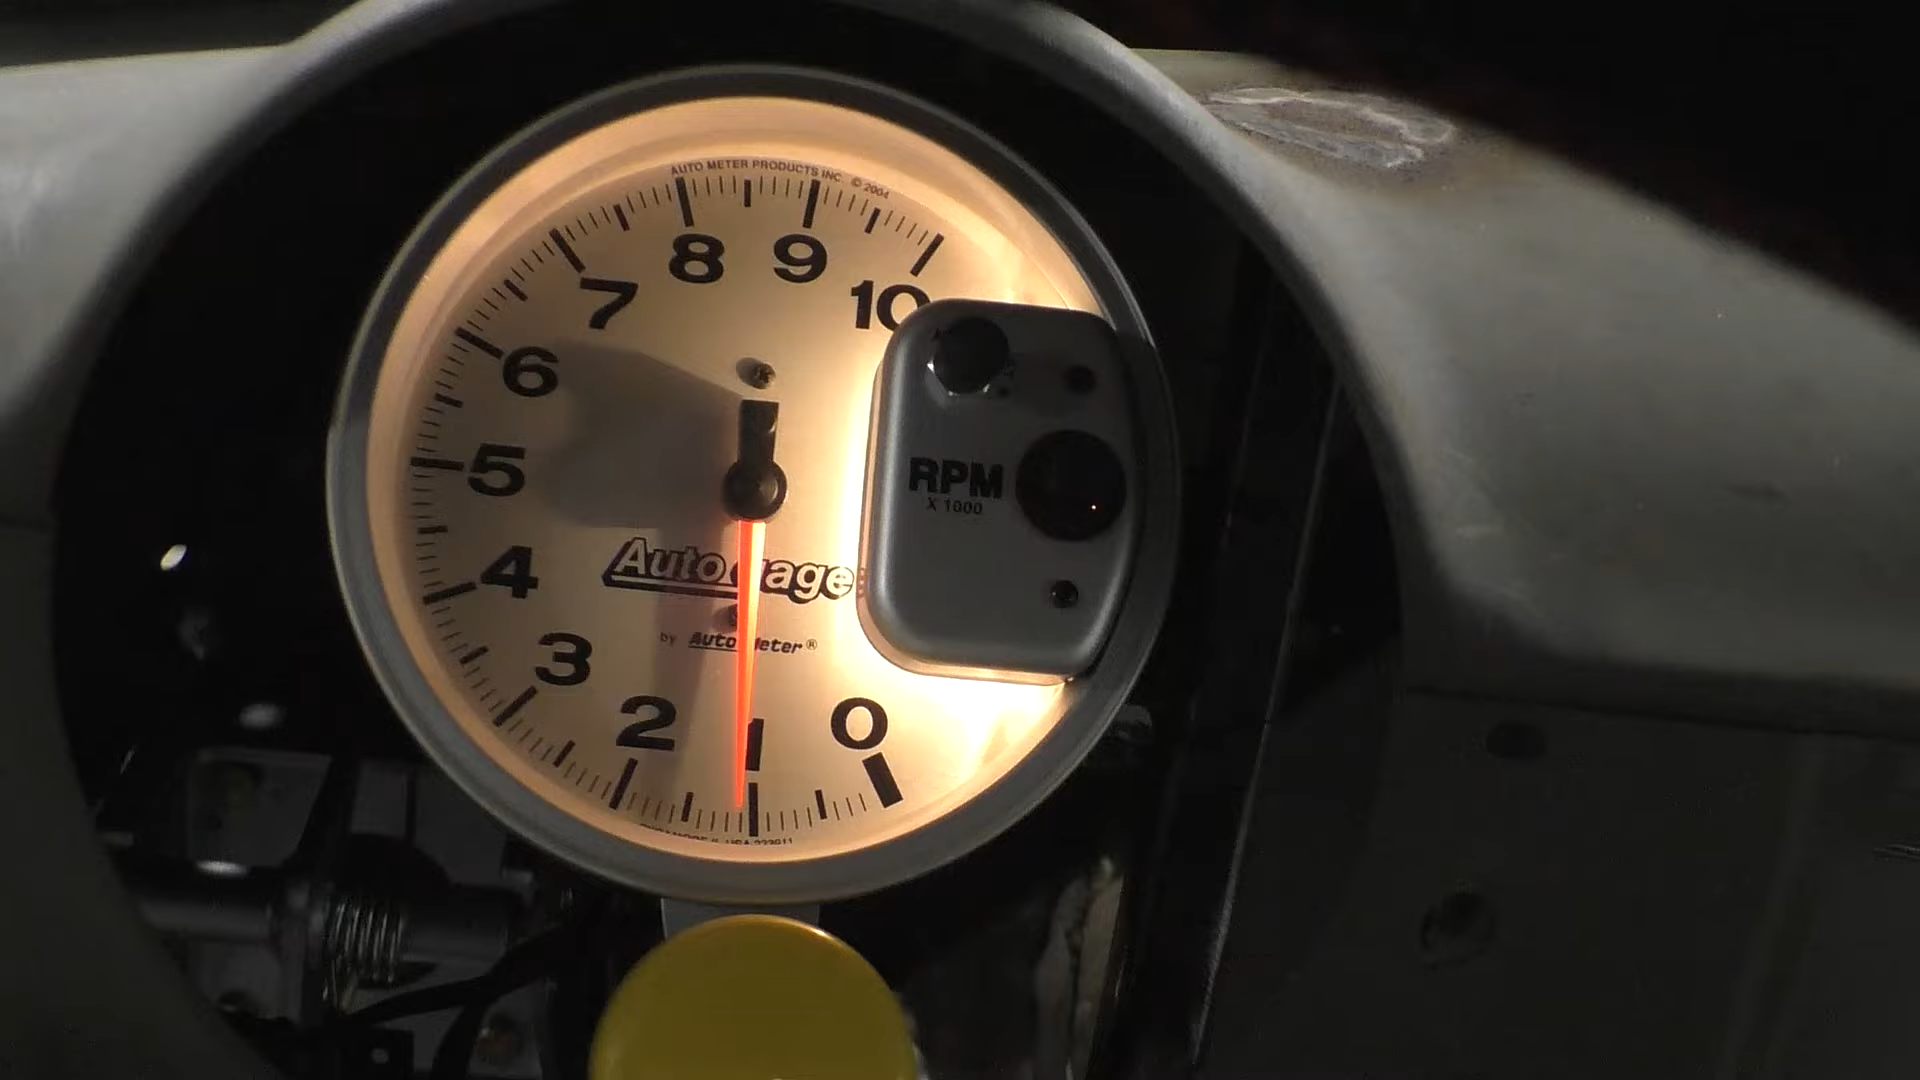 AUTO METER PRODUCTS INC. © 2004
8 9
7 10
6
5
RPM
X 1000
4
Auto gage
by Auto Meter®
3
2 1 0